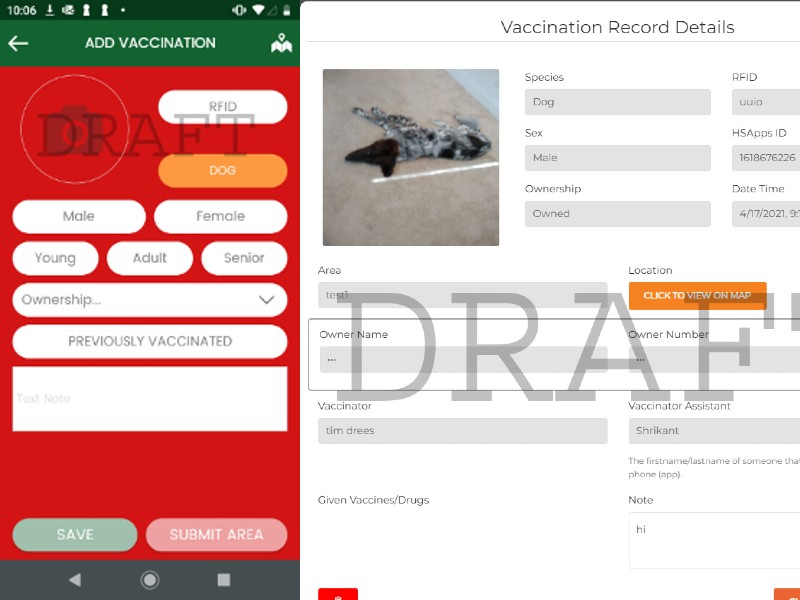 10:06
ADD VACCINATION
RFID
DRAFT
DOG
Male
Female
Young
Adult
Senior
Ownership...
PREVIOUSLY VACCINATED
Text Note
SAVE
SUBMIT AREA
Vaccination Record Details
Species
RFID
Dog
uuio
Sex
HSApps ID
Male
1618676226
Ownership
Date Time
Owned
4/17/2021, 9:1
Area
Location
test1
CLICK TO VIEW ON MAP
DRAFT
Owner Name
Owner Number
...
...
Vaccinator
Vaccinator Assistant
tim drees
Shrikant
The firstname/lastname of someone that
phone (app).
Given Vaccines/Drugs
Note
hi